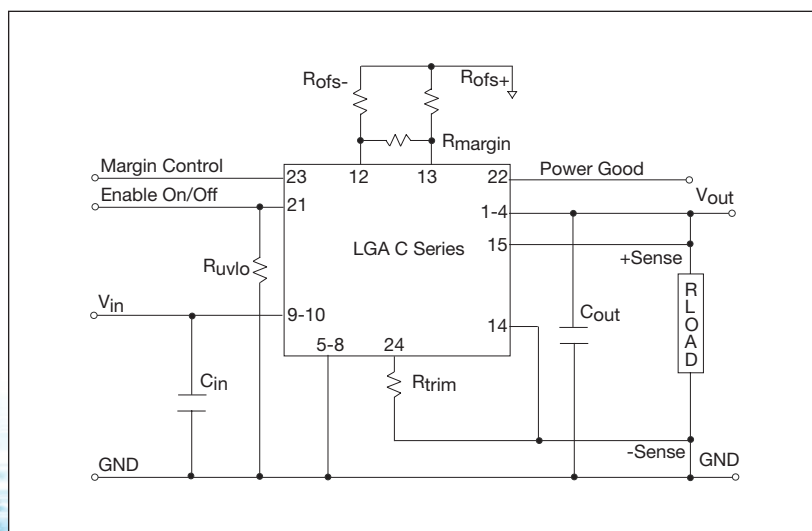 Rofs-
Rofs+
Rmargin
Margin Control
23
12
13
22
Power Good
Enable On/Off
21
1-4
Vout
LGA C Series
15
+Sense
Ruvlo
Vin
9-10
14
Cout
RLOAD
5-8
24
Cin
Rtrim
GND
-Sense
GND